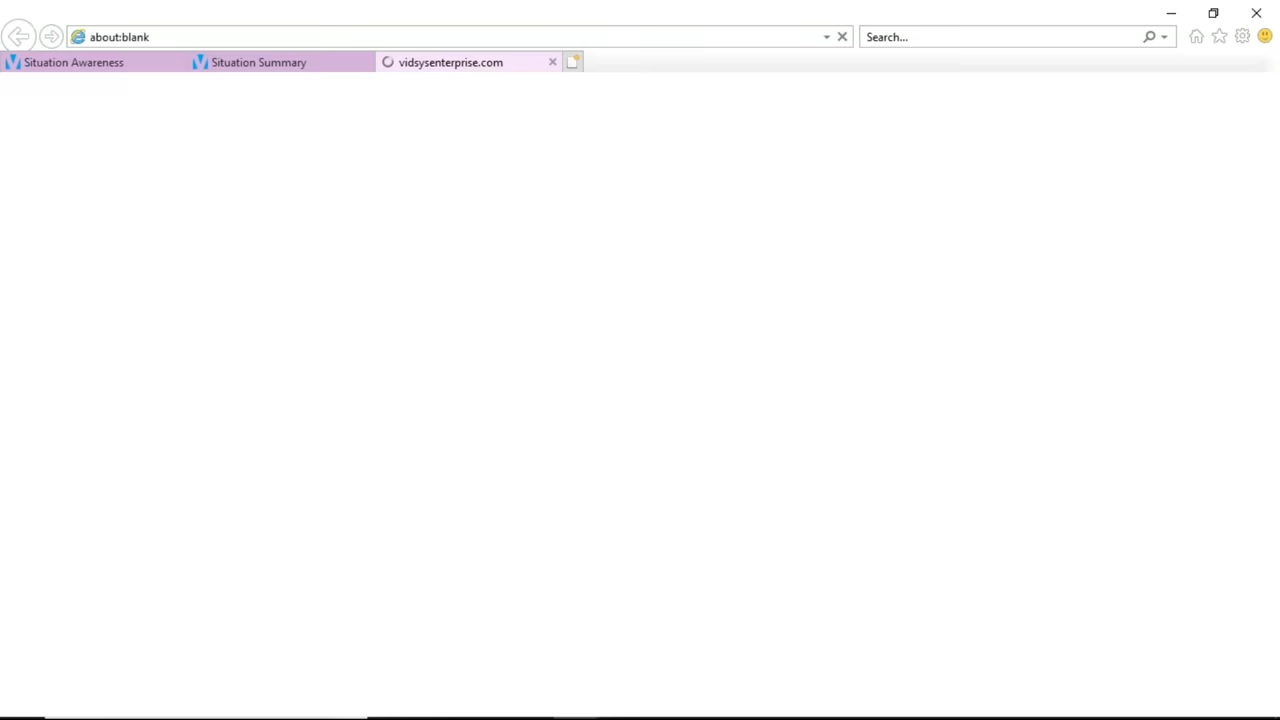 about:blank
Search...
Situation Awareness
Situation Summary
vidsysenterprise.com